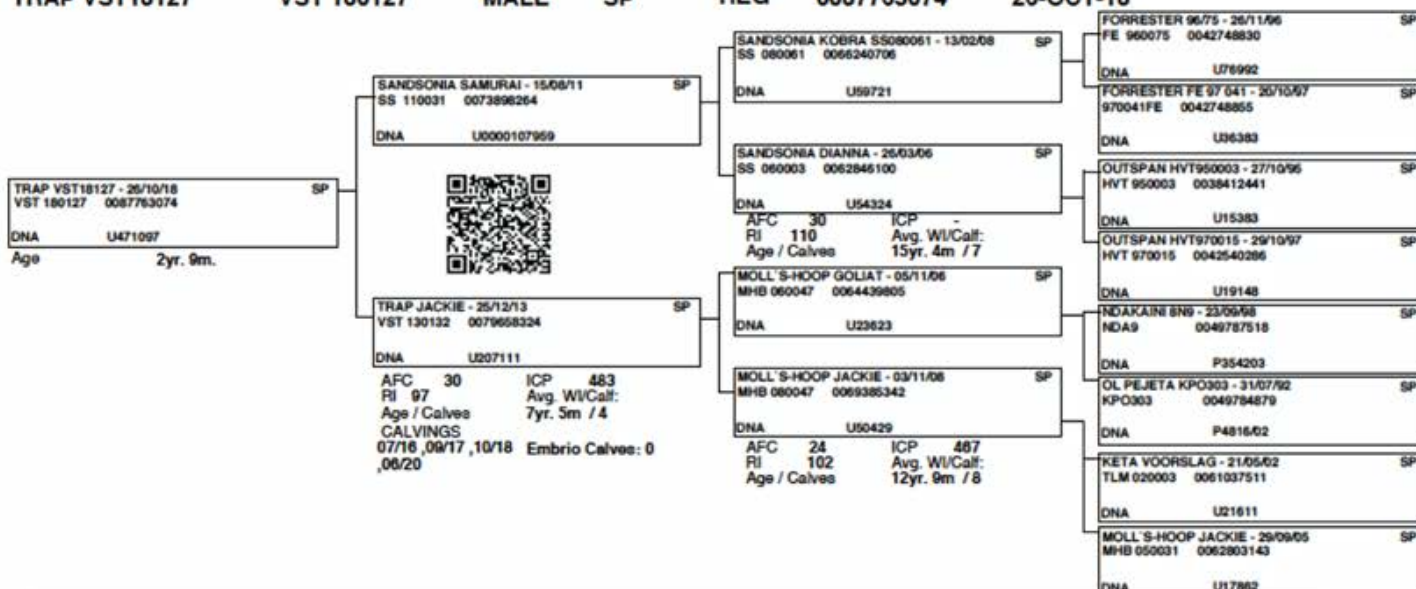 TRAP VST18127 VST 180127 MALE SP REG 0087763074 26-OCT-18
TRAP VST18127 - 26/10/18 SP
VST 180127 0087763074
DNA U471097
Age 2yr. 9m.
SANDSONIA SAMURAI - 15/08/11 SP
SS 110031 0073898264
DNA U0000107959
TRAP JACKIE - 25/12/13 SP
VST 130132 0079658324
DNA U207111
AFC 30 ICP 483
RI 97 Avg. WI/Calf:
Age / Calves 7yr. 5m / 4
CALVINGS
07/16 ,09/17 ,10/18 Embrio Calves: 0
,06/20
SANDSONIA KOBRA SS080061 - 13/02/08 SP
SS 080061 0066240706
DNA U59721
SANDSONIA DIANNA - 26/03/06 SP
SS 060003 0062846100
DNA U54324
AFC 30 ICP -
RI 110 Avg. WI/Calf:
Age / Calves 15yr. 4m / 7
MOLL`S-HOOP GOLIAT - 05/11/06 SP
MHB 060047 0064439805
DNA U23623
MOLL`S-HOOP JACKIE - 03/11/08 SP
MHB 080047 0069385342
DNA U50429
AFC 24 ICP 467
RI 102 Avg. WI/Calf:
Age / Calves 12yr. 9m / 8
FORRESTER 96/75 - 26/11/96 SP
FE 960075 0042748830
DNA U76992
FORRESTER FE 97 041 - 20/10/97 SP
970041FE 0042748855
DNA U36383
OUTSPAN HVT950003 - 27/10/95 SP
HVT 950003 0038412441
DNA U15383
OUTSPAN HVT970015 - 29/10/97 SP
HVT 970015 0042540286
DNA U19148
NDAKAINI 8N9 - 23/09/98 SP
NDA9 0049787518
DNA P354203
OL PEJETA KPO303 - 31/07/92 SP
KPO303 0049784879
DNA P4816/02
KETA VOORSLAG - 21/05/02 SP
TLM 020003 0061037511
DNA U21611
MOLL`S-HOOP JACKIE - 29/09/05 SP
MHB 050031 0062803143
DNA U17862